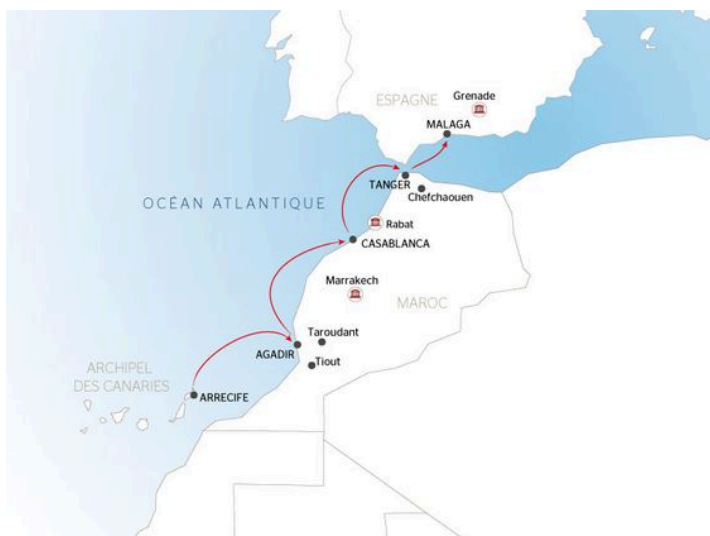 ESPAGNE
Grenade
MALAGA
TANGER
Chefchaouen
OCÉAN ATLANTIQUE
Rabat
CASABLANCA
Marrakech
MAROC
Taroudant
AGADIR
Tiout
ARCHIPEL
DES CANARIES
ARRECIFE